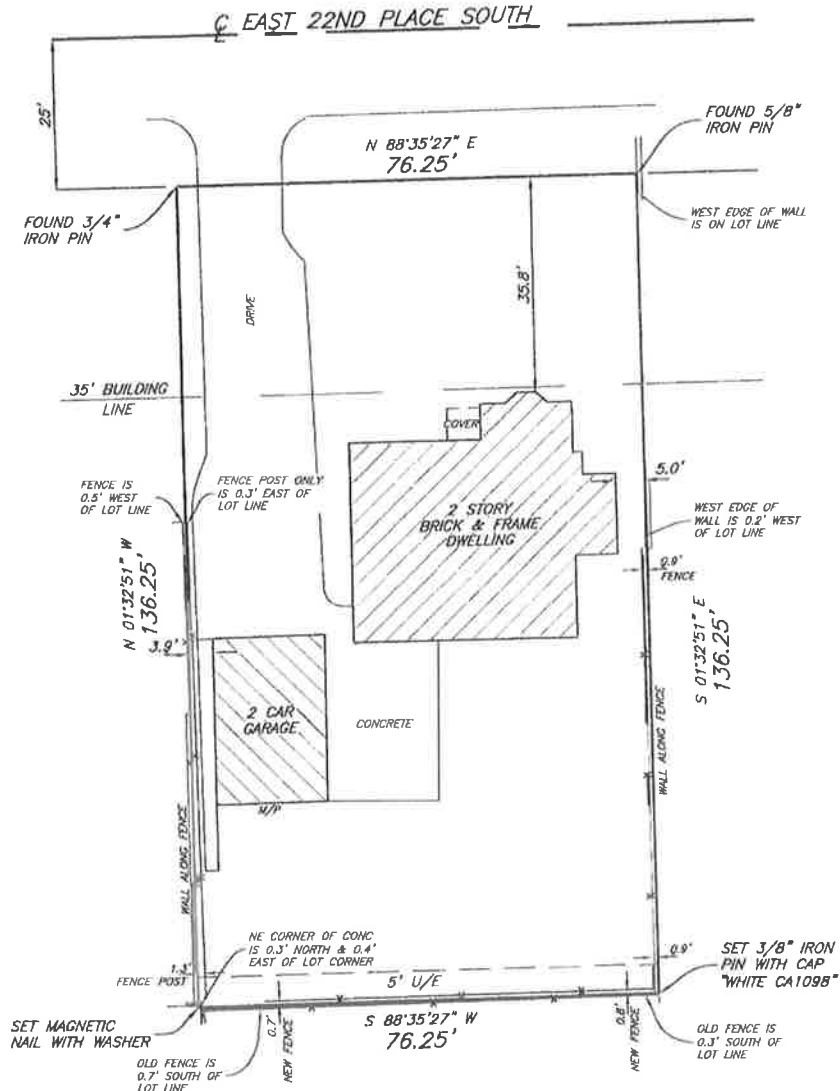 ℄ EAST 22ND PLACE SOUTH
25'
FOUND 5/8"
IRON PIN
N 88°35'27" E
76.25'
FOUND 3/4"
IRON PIN
WEST EDGE OF WALL
IS ON LOT LINE
35.8'
DRIVE
35' BUILDING
LINE
COVER
FENCE IS
0.5' WEST
OF LOT LINE
FENCE POST ONLY
IS 0.3' EAST OF
LOT LINE
5.0'
2 STORY
BRICK & FRAME
DWELLING
WEST EDGE OF
WALL IS 0.2' WEST
OF LOT LINE
0.9'
FENCE
N 01°32'51" W
136.25'
S 01°32'51" E
136.25'
3.9'
2 CAR
GARAGE
CONCRETE
M/P
WALL ALONG FENCE
WALL ALONG FENCE
NE CORNER OF CONC
IS 0.3' NORTH & 0.4'
EAST OF LOT CORNER
0.9'
SET 3/8" IRON
PIN WITH CAP
"WHITE CA1098"
FENCE POST
5' U/E
SET MAGNETIC
NAIL WITH WASHER
S 88°35'27" W
76.25'
0.7'
NEW FENCE
0.8'
NEW FENCE
OLD FENCE IS
0.3' SOUTH OF
LOT LINE
OLD FENCE IS
0.7' SOUTH OF
LOT LINE